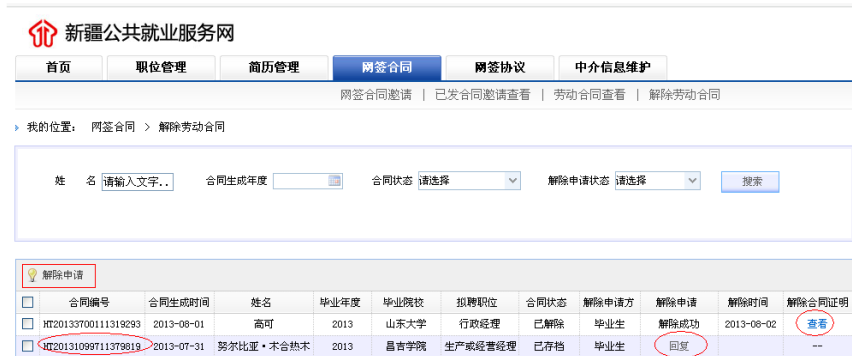 新疆公共就业服务网
首页 职位管理 简历管理 网签合同 网签协议 中介信息维护
网签合同邀请 | 已发合同邀请查看 | 劳动合同查看 | 解除劳动合同
我的位置： 网签合同 > 解除劳动合同
姓 名 请输入文字.. 合同生成年度 合同状态 请选择 解除申请状态 请选择 搜索
解除申请
合同编号 合同生成时间 姓名 毕业年度 毕业院校 拟聘职位 合同状态 解除申请方 解除申请 解除时间 解除合同证明
HT20133700111319293 2013-08-01 高可 2013 山东大学 行政经理 已解除 毕业生 解除成功 2013-08-02 查看
HT20131099711379819 2013-07-31 努尔比亚·木合热木 2013 昌吉学院 生产或经营经理 已存档 毕业生 回复 --